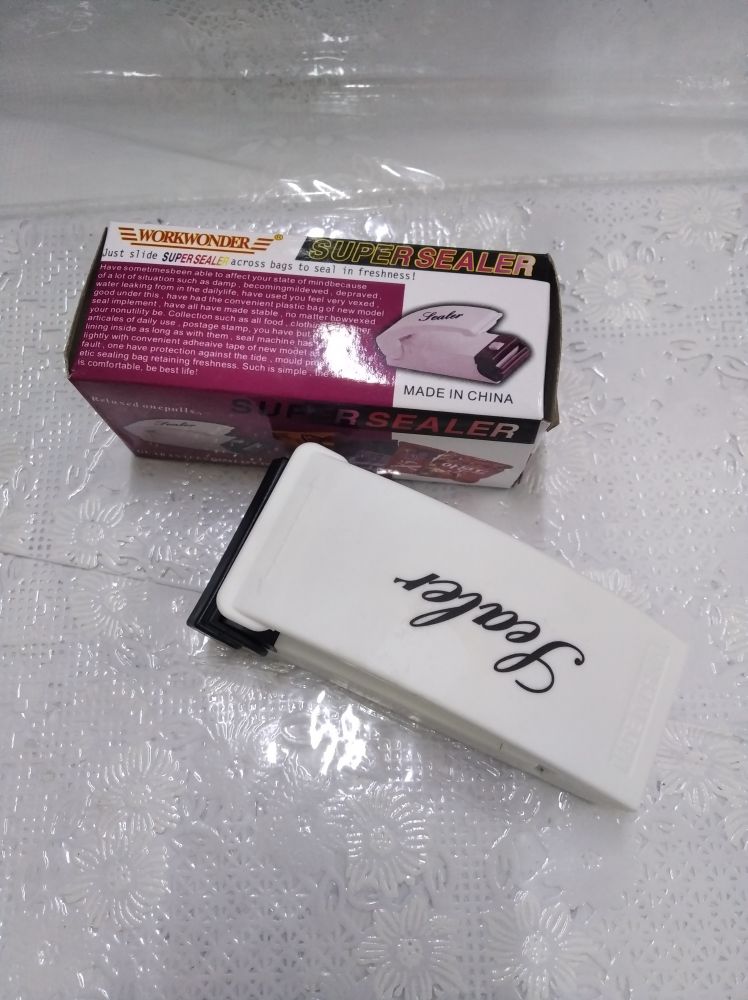 WORKWONDER ®
SUPER SEALER
Just slide SUPERSEALER across bags to seal in freshness!
Have sometimesbeen able to affect your state of mindbecause
of a lot of situation such as damp , becomingmildewed , depraved ,
water leaking from in the dailylife, have used you feel very vexed ,
good under this , have had the convenient plastic bag of new model
seal implement , have all have made stable , no matter howvexed
your nonutility be. Collection such as all food , clothi
articales of daily use , postage stamp, you have put a
lining inside as long as with them , seal machine has
lightly with convenient adheaive tape of new model a
fault , one have protection against the tide , mould p
etic sealing bag retaining freshness. Such is simple ,
is comfortable, be best life!
Sealer
MADE IN CHINA
Relaxed onepulls
SUPER SEALER
Sealer
Sealer